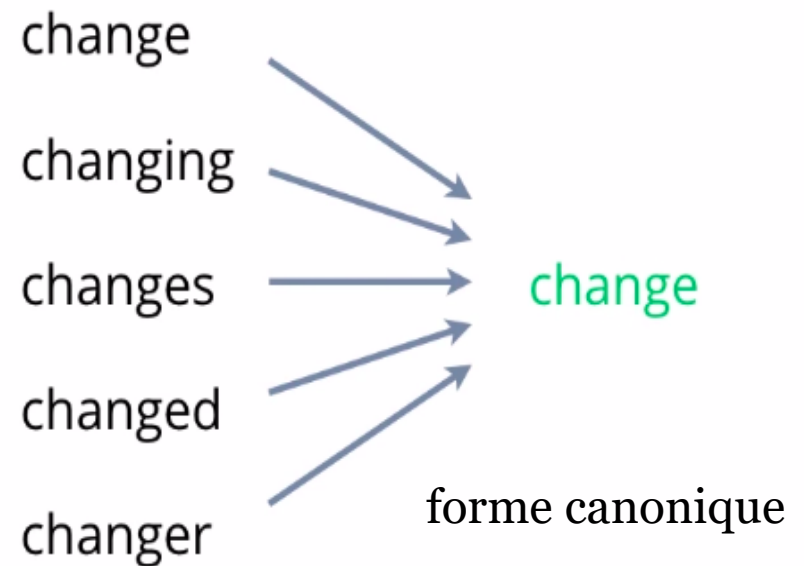 change
changing
changes
changed
changer
change
forme canonique